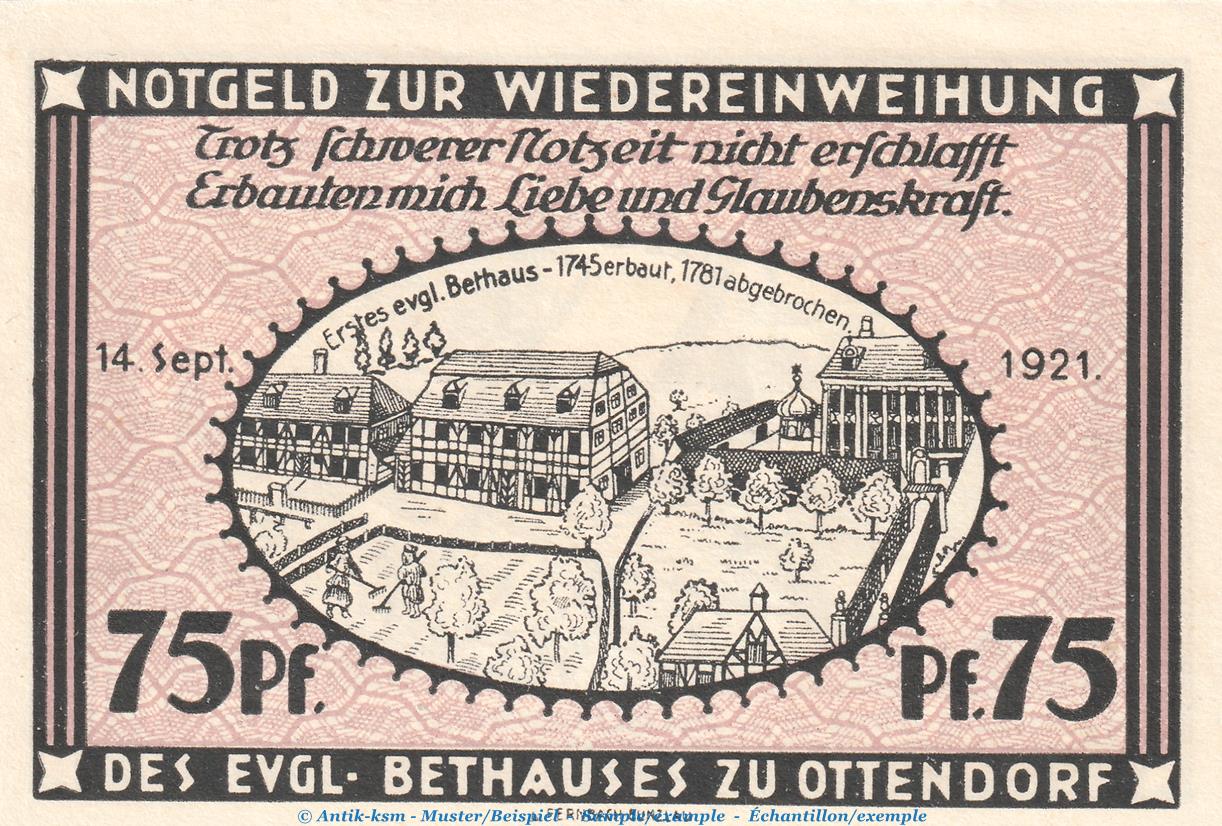 NOTGELD ZUR WIEDEREINWEIHUNG
Trotz schwerer Notzeit nicht erschlafft
Erbauten mich Liebe und Glaubenskraft.
Erstes evgl. Bethaus - 1745 erbaut, 1781 abgebrochen.
14. Sept. 1921.
75 Pf. Pf. 75
DES EVGL. BETHAUSES ZU OTTENDORF
L. FERNBACH BUNZLAU
© Antik-ksm - Muster/Beispiel - Sample/example - Échantillon/exemple